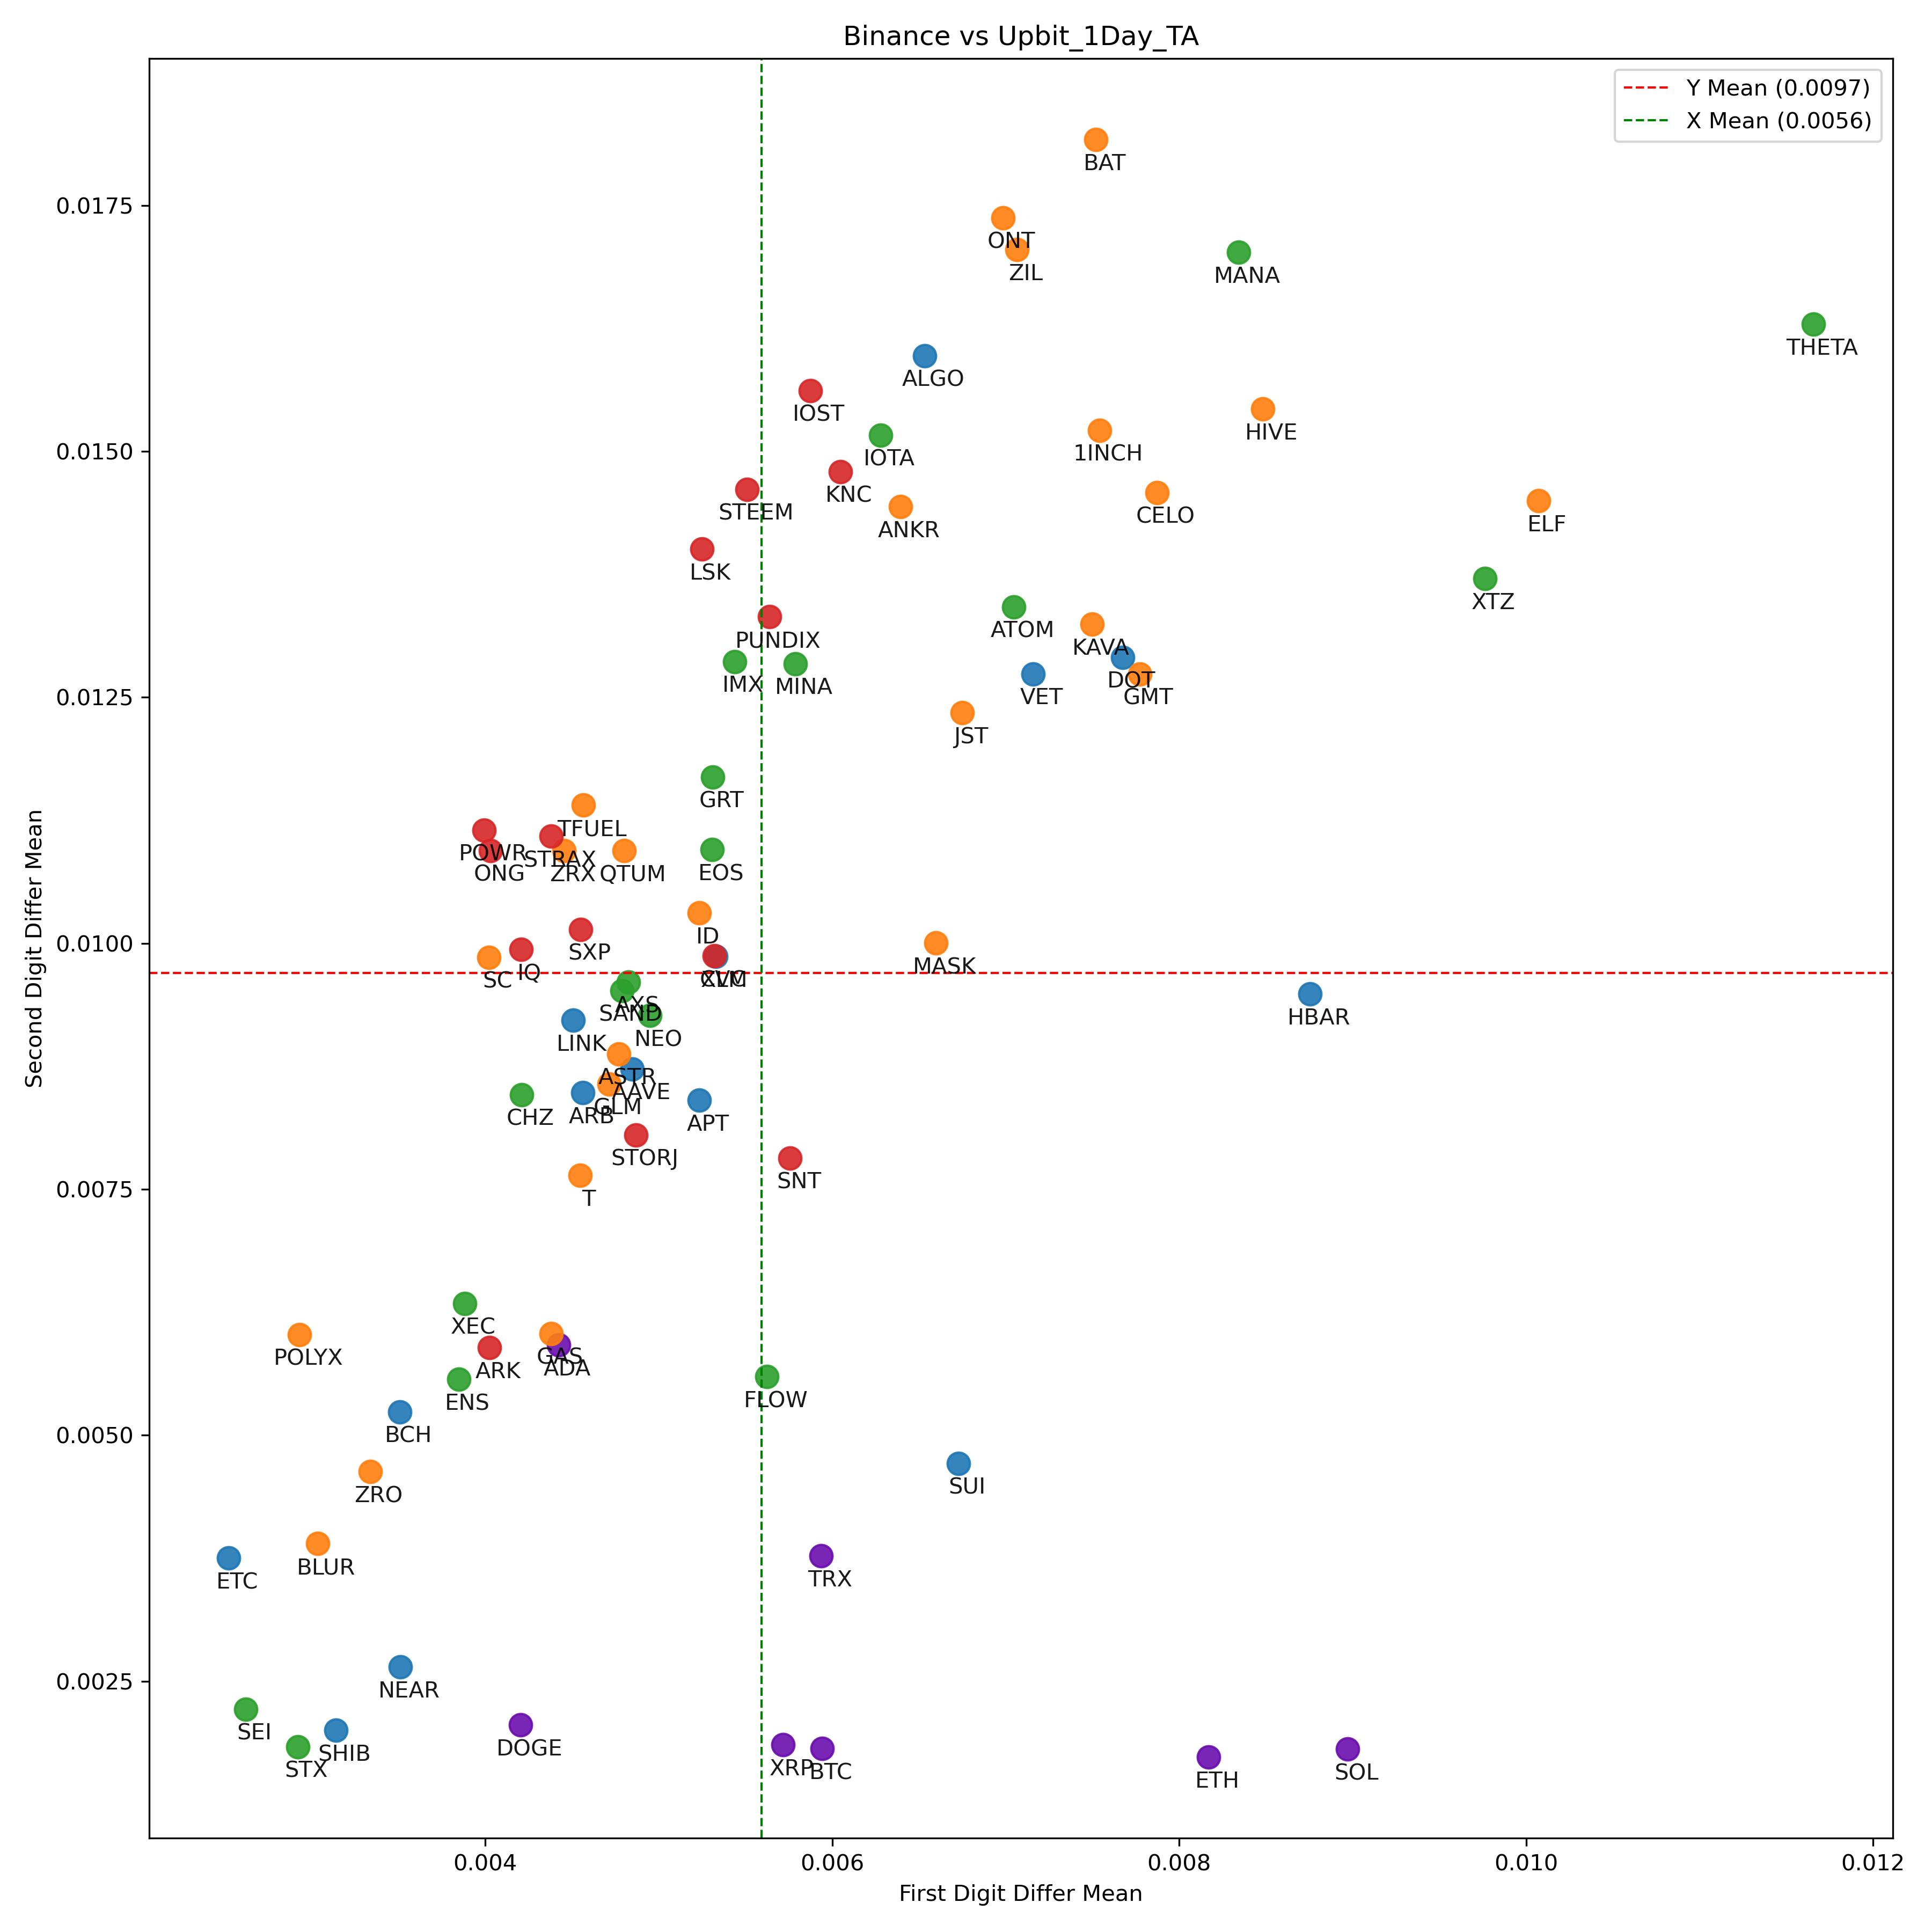 Binance vs Upbit_1Day_TA
Y Mean (0.0097)
X Mean (0.0056)
BAT
ONT
ZIL
MANA
THETA
ALGO
IOST
HIVE
1INCH
IOTA
KNC
STEEM
CELO
ANKR
ELF
LSK
XTZ
ATOM
PUNDIX
KAVA
DOT
IMX
MINA
VET
GMT
JST
GRT
TFUEL
POWR
STRAX
ONG
ZRX
QTUM
EOS
ID
SXP
MASK
IQ
SC
CVC
XLM
AXS
SAND
HBAR
NEO
LINK
ASTR
AAVE
GLM
ARB
CHZ
APT
STORJ
SNT
T
XEC
GAS
POLYX
ADA
ARK
FLOW
ENS
BCH
SUI
ZRO
BLUR
TRX
ETC
NEAR
SEI
DOGE
SHIB
STX
XRP
BTC
SOL
ETH
0.0175
0.0150
0.0125
0.0100
0.0075
0.0050
0.0025
Second Digit Differ Mean
0.004
0.006
0.008
0.010
0.012
First Digit Differ Mean